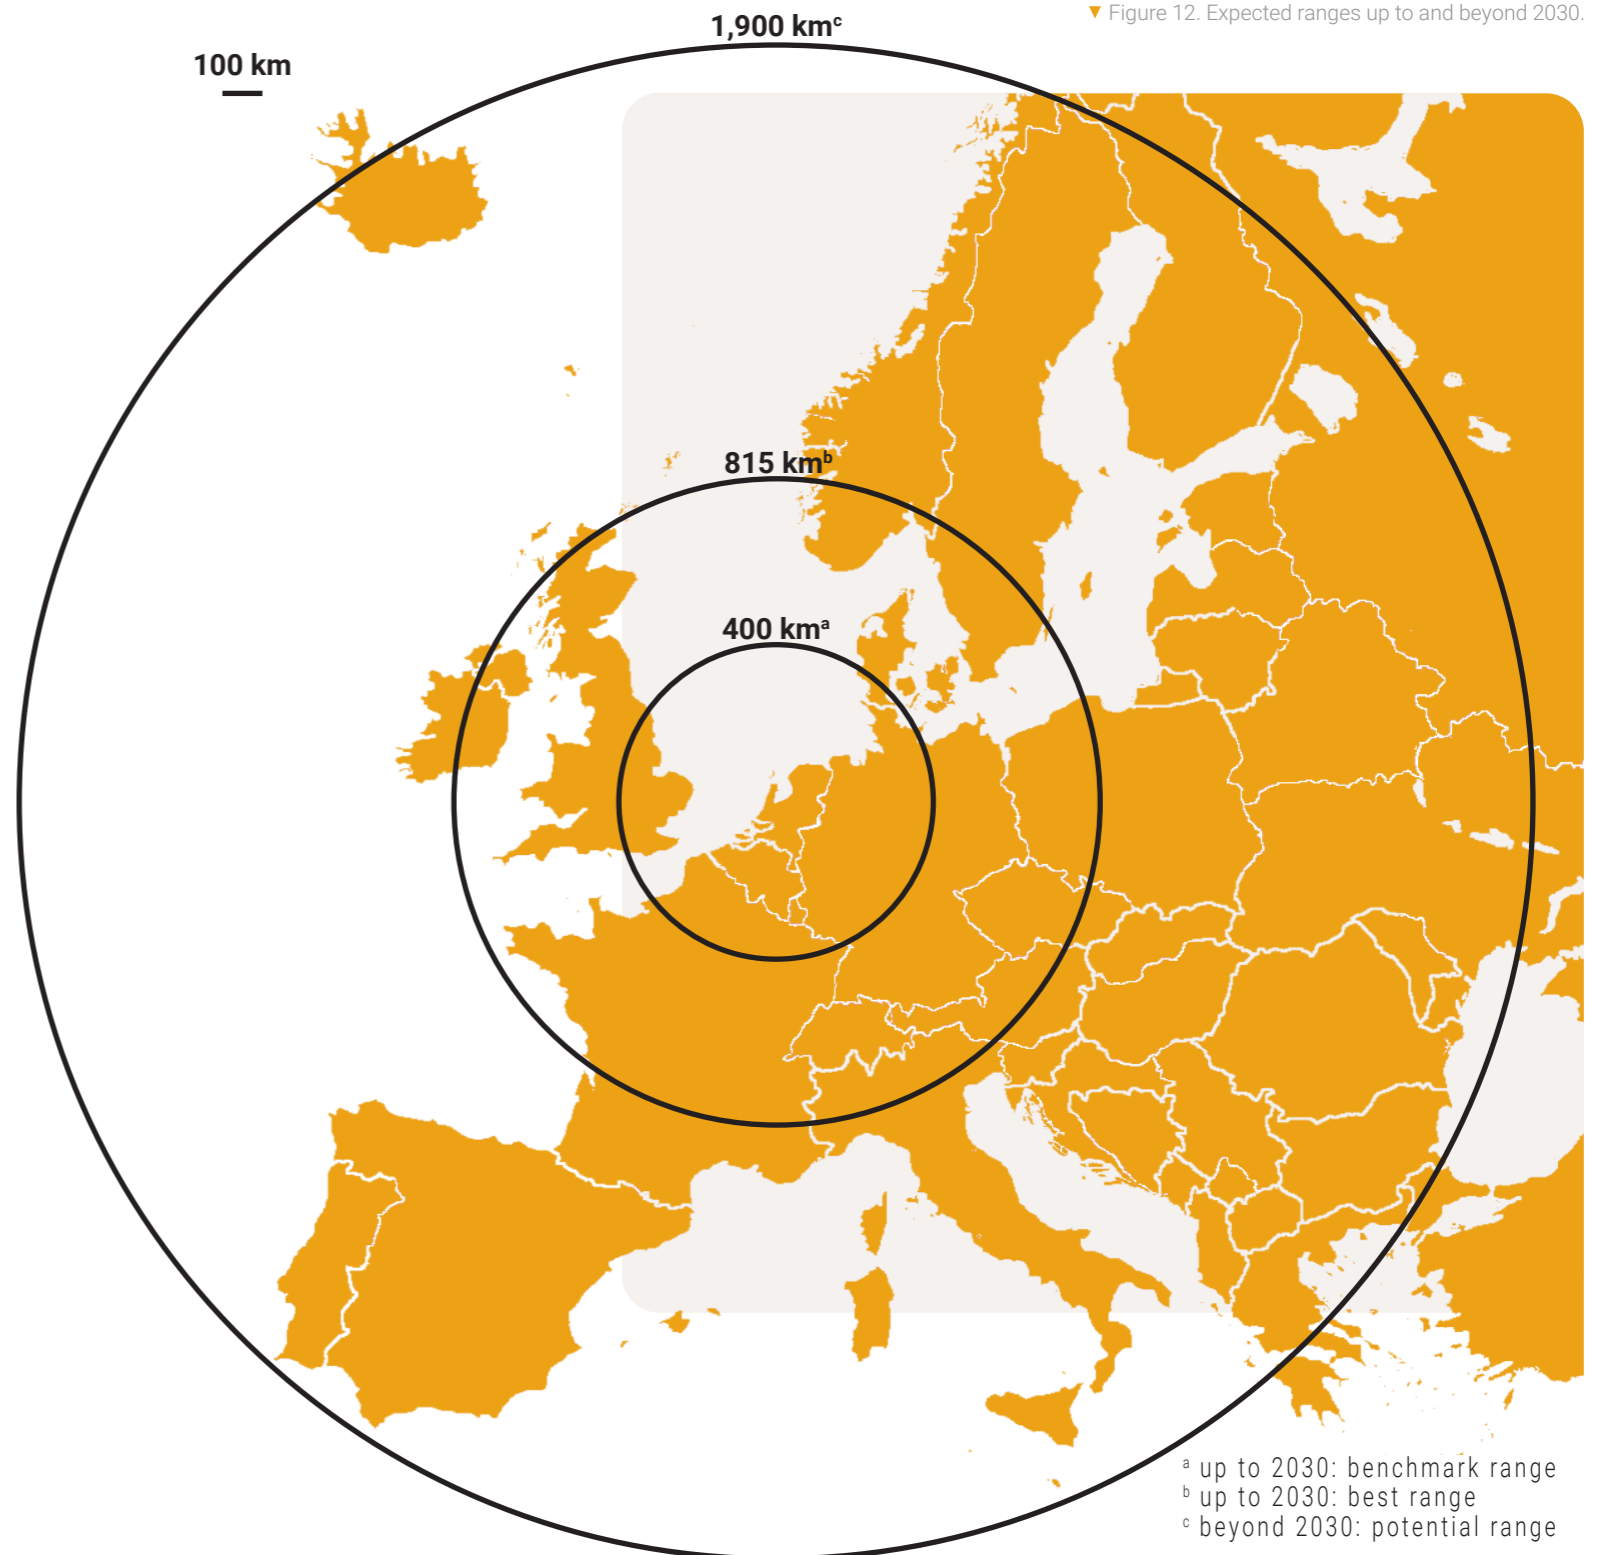 ▼ Figure 12. Expected ranges up to and beyond 2030.
1,900 kmᶜ
100 km
815 kmᵇ
400 kmᵃ
ᵃ up to 2030: benchmark range
ᵇ up to 2030: best range
ᶜ beyond 2030: potential range